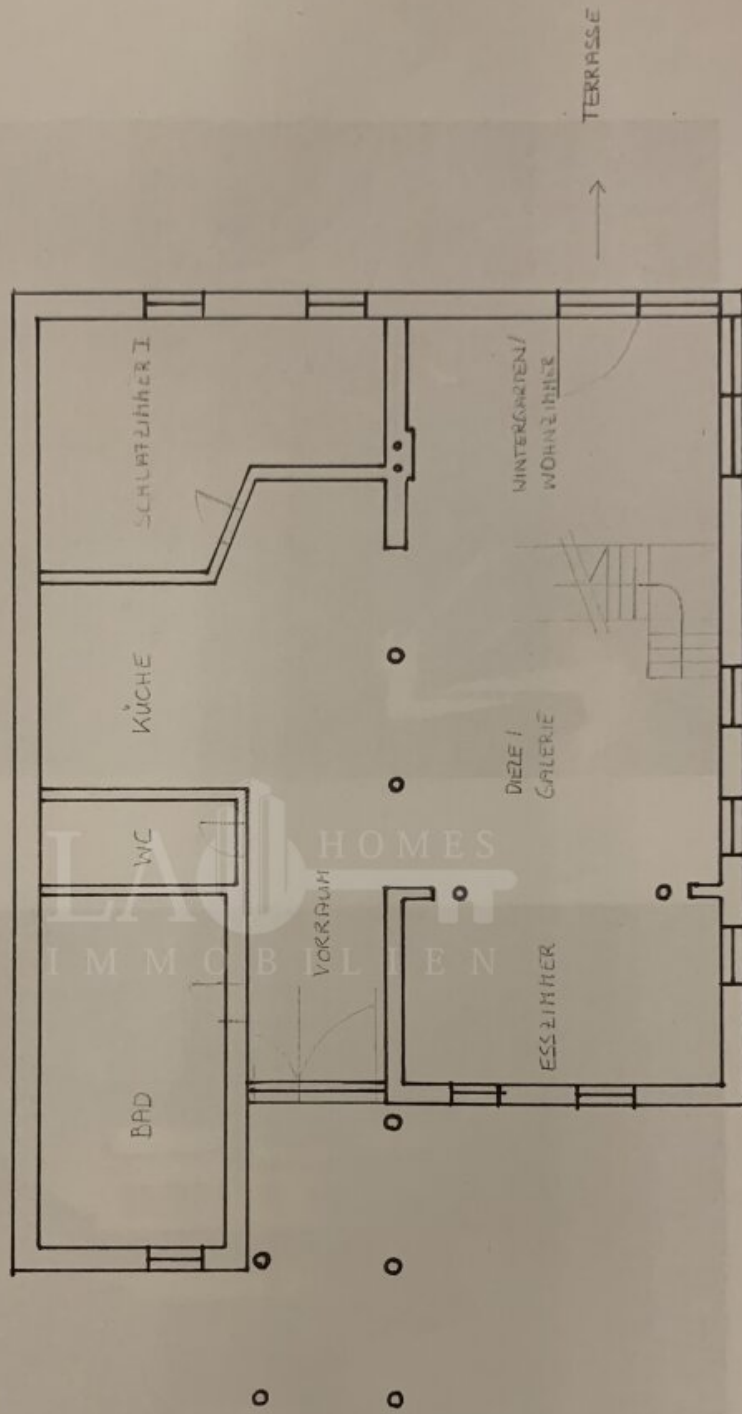 BAD
WC
KÜCHE
SCHLAFZIMMER I
VORRAUM
ESSZIMMER
DIELE /
GALERIE
WINTERGARTEN/
WOHNZIMMER
TERRASSE
HOMES
IMMOBILIEN